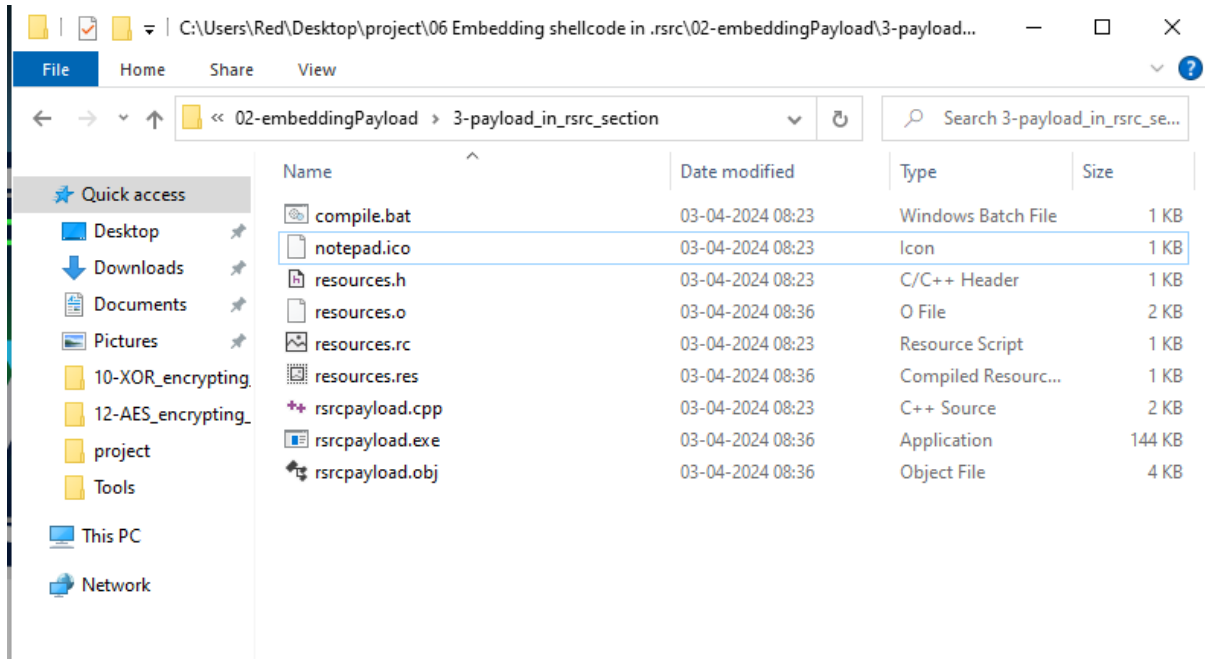 C:\Users\Red\Desktop\project\06 Embedding shellcode in .rsrc\02-embeddingPayload\3-payload...
File Home Share View
« 02-embeddingPayload > 3-payload_in_rsrc_section Search 3-payload_in_rsrc_se...
Name Date modified Type Size
Quick access
Desktop
Downloads
Documents
Pictures
10-XOR_encrypting_
12-AES_encrypting_
project
Tools
This PC
Network
compile.bat 03-04-2024 08:23 Windows Batch File 1 KB
notepad.ico 03-04-2024 08:23 Icon 1 KB
resources.h 03-04-2024 08:23 C/C++ Header 1 KB
resources.o 03-04-2024 08:36 O File 2 KB
resources.rc 03-04-2024 08:23 Resource Script 1 KB
resources.res 03-04-2024 08:36 Compiled Resourc... 1 KB
rsrcpayload.cpp 03-04-2024 08:23 C++ Source 2 KB
rsrcpayload.exe 03-04-2024 08:36 Application 144 KB
rsrcpayload.obj 03-04-2024 08:36 Object File 4 KB